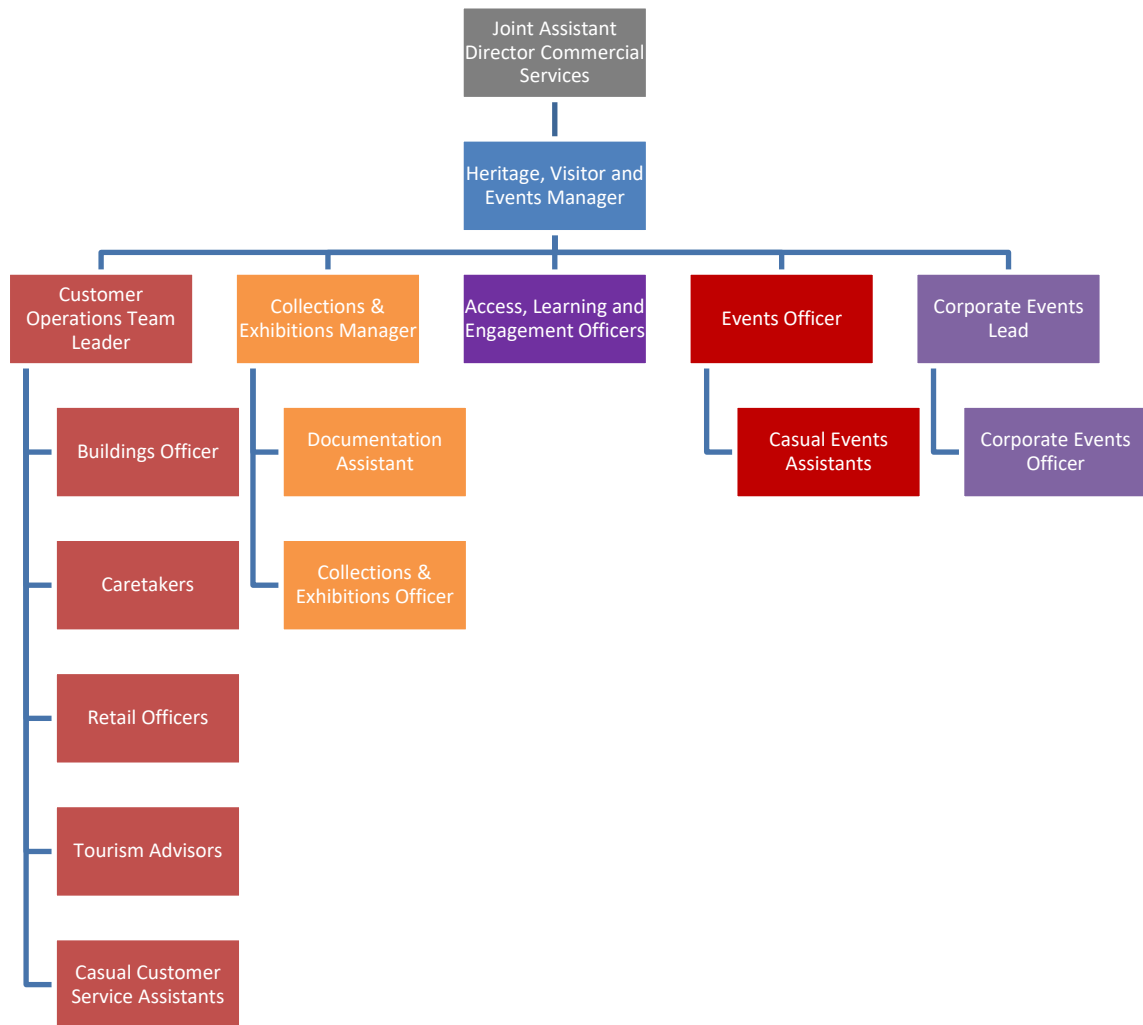 Joint Assistant
Director Commercial
Services
Heritage, Visitor and
Events Manager
Customer
Operations Team
Leader
Collections &
Exhibitions Manager
Access, Learning and
Engagement Officers
Events Officer
Corporate Events
Lead
Buildings Officer
Documentation
Assistant
Casual Events
Assistants
Corporate Events
Officer
Caretakers
Collections &
Exhibitions Officer
Retail Officers
Tourism Advisors
Casual Customer
Service Assistants